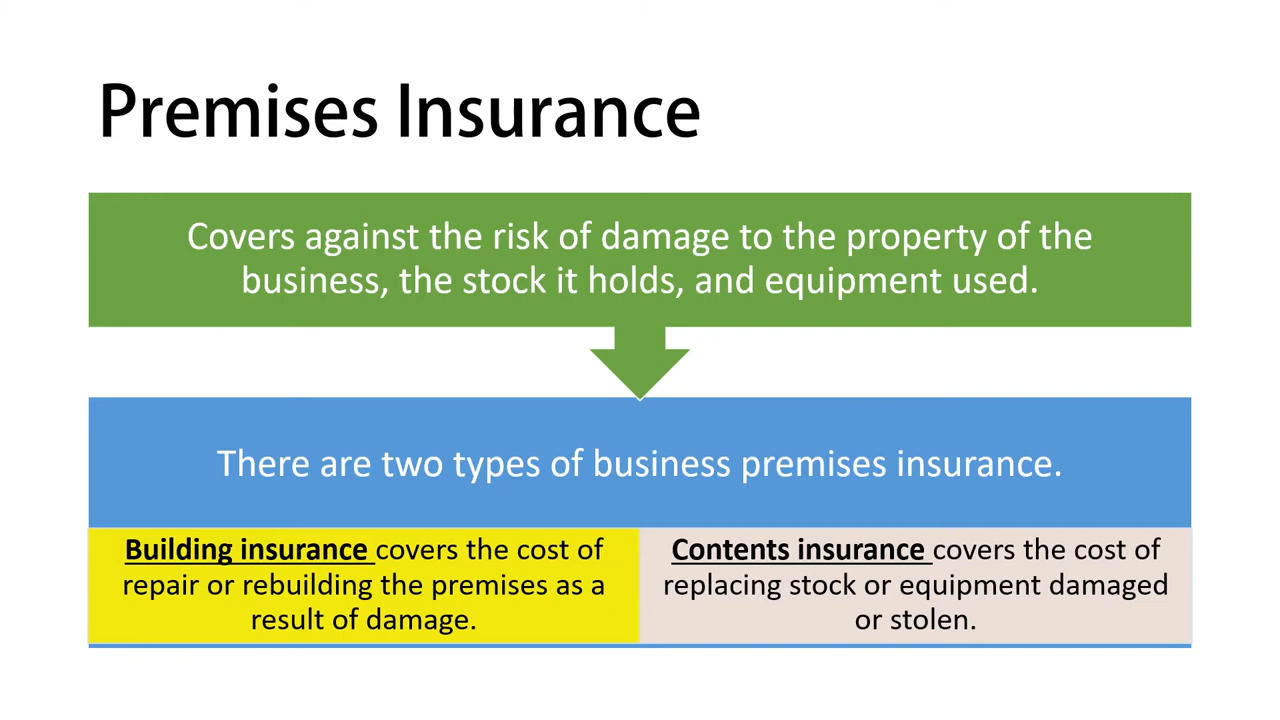 Premises Insurance
Covers against the risk of damage to the property of the
business, the stock it holds, and equipment used.
There are two types of business premises insurance.
Building insurance covers the cost of
repair or rebuilding the premises as a
result of damage.
Contents insurance covers the cost of
replacing stock or equipment damaged
or stolen.